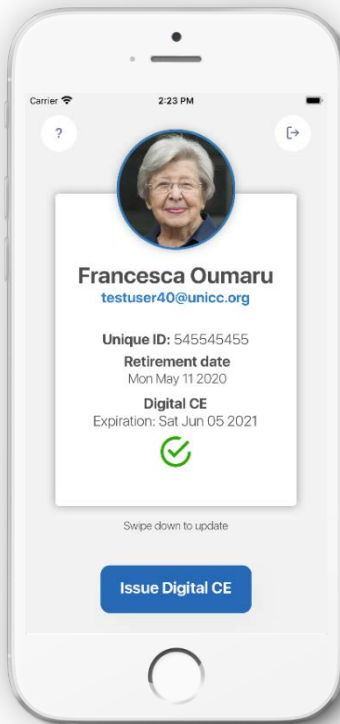 Carrier 2:23 PM
?
Francesca Oumaru
testuser40@unicc.org
Unique ID: 545545455
Retirement date
Mon May 11 2020
Digital CE
Expiration: Sat Jun 05 2021
Swipe down to update
Issue Digital CE